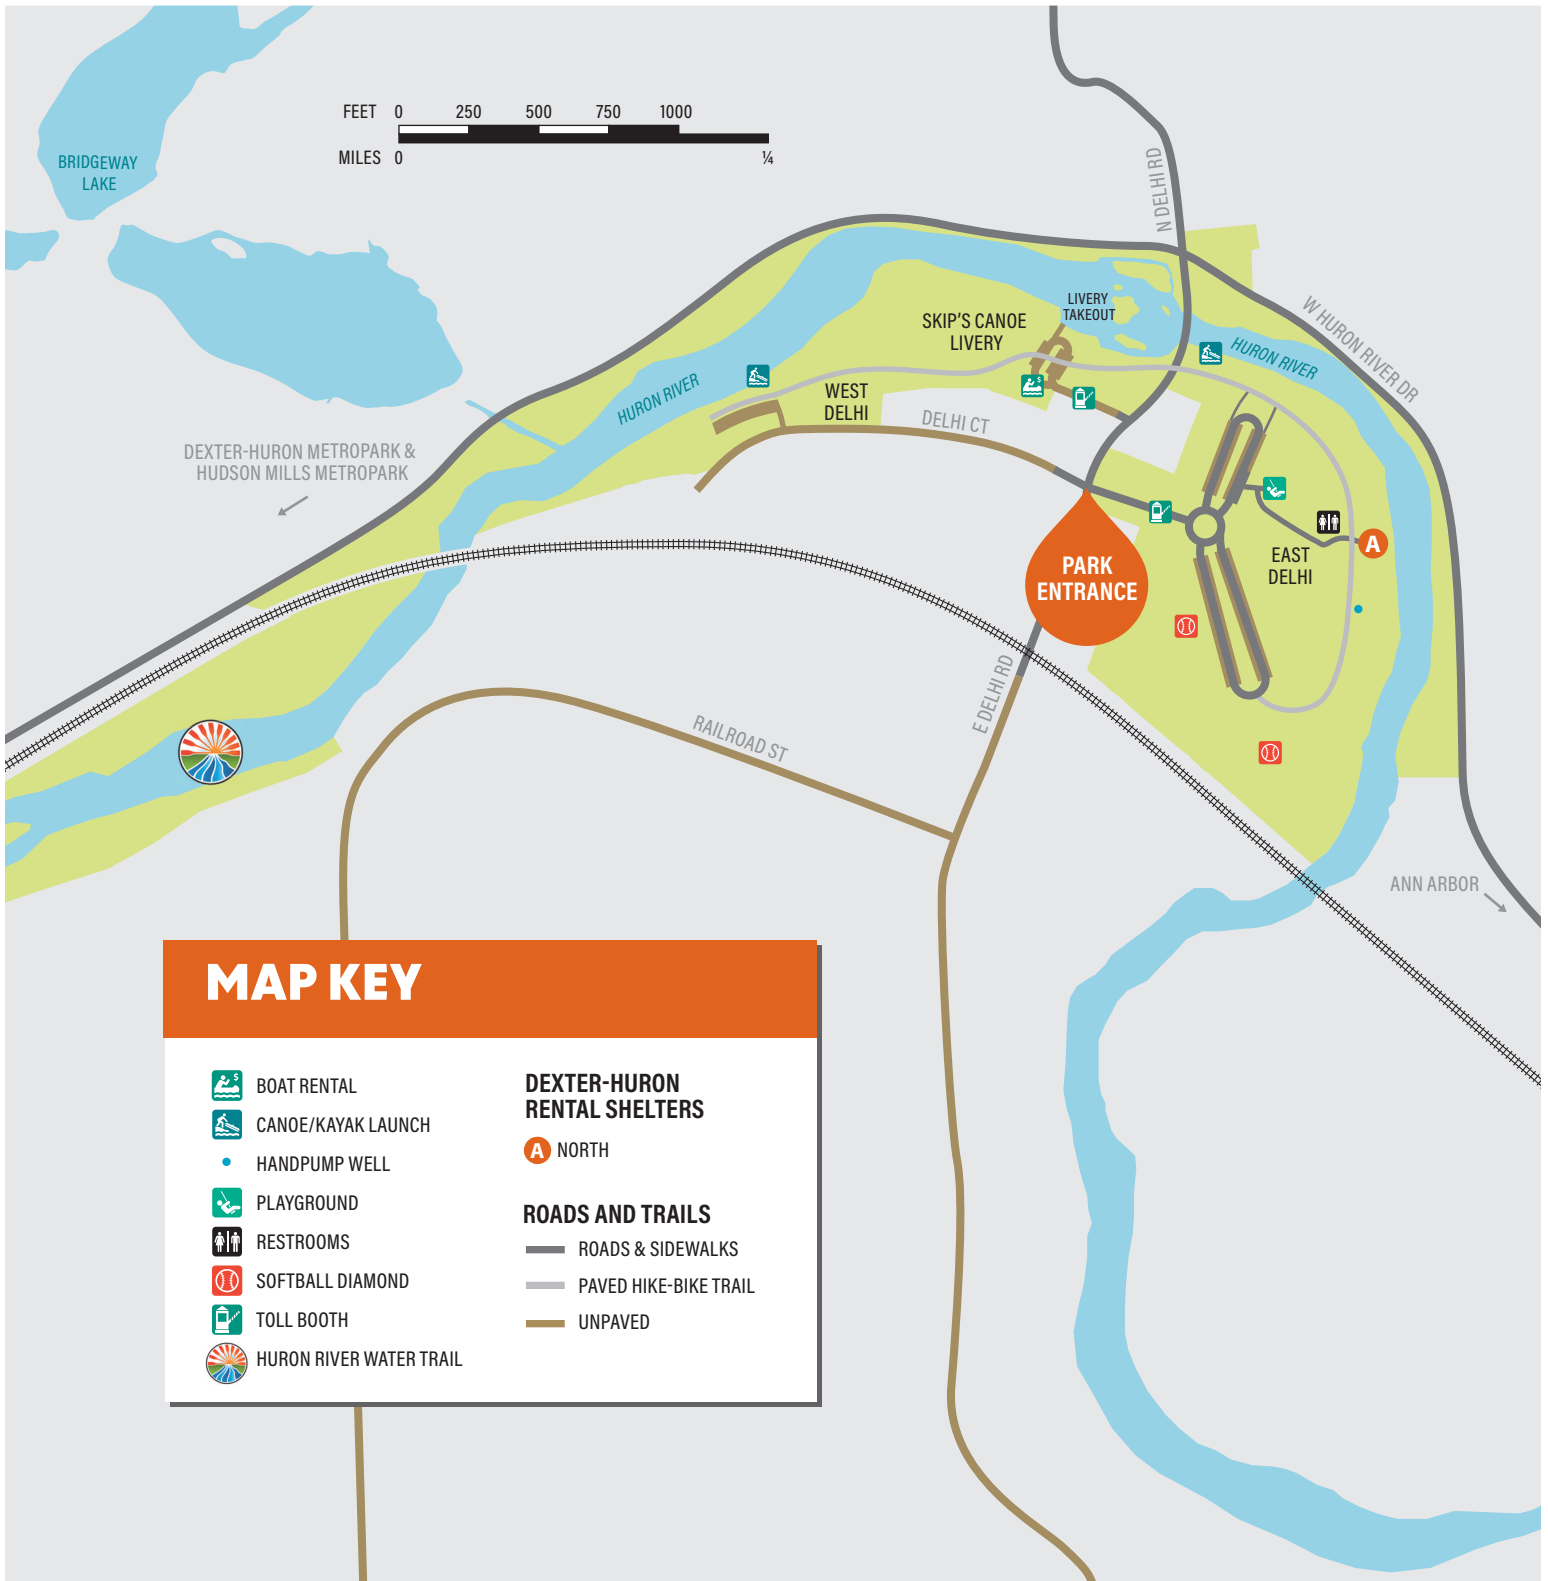 FEET 0 250 500 750 1000
MILES 0 ¼
BRIDGEWAY
LAKE
N DELHI RD
W HURON RIVER DR
LIVERY
TAKEOUT
SKIP'S CANOE
LIVERY
HURON RIVER
HURON RIVER
WEST
DELHI
DELHI CT
DEXTER-HURON METROPARK &
HUDSON MILLS METROPARK
$
A
EAST
DELHI
PARK
ENTRANCE
E DELHI RD
RAILROAD ST
ANN ARBOR
MAP KEY
$ BOAT RENTAL
CANOE/KAYAK LAUNCH
HANDPUMP WELL
PLAYGROUND
RESTROOMS
SOFTBALL DIAMOND
TOLL BOOTH
HURON RIVER WATER TRAIL
DEXTER-HURON
RENTAL SHELTERS
A NORTH
ROADS AND TRAILS
ROADS & SIDEWALKS
PAVED HIKE-BIKE TRAIL
UNPAVED